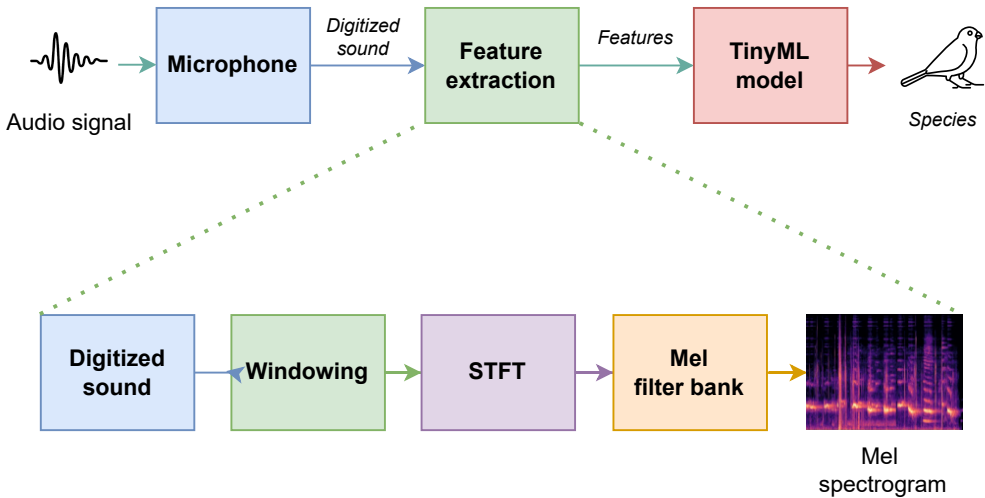 Audio signal
Microphone
Digitized
sound
Feature
extraction
Features
TinyML
model
Species
Digitized
sound
Windowing
STFT
Mel
filter bank
Mel
spectrogram